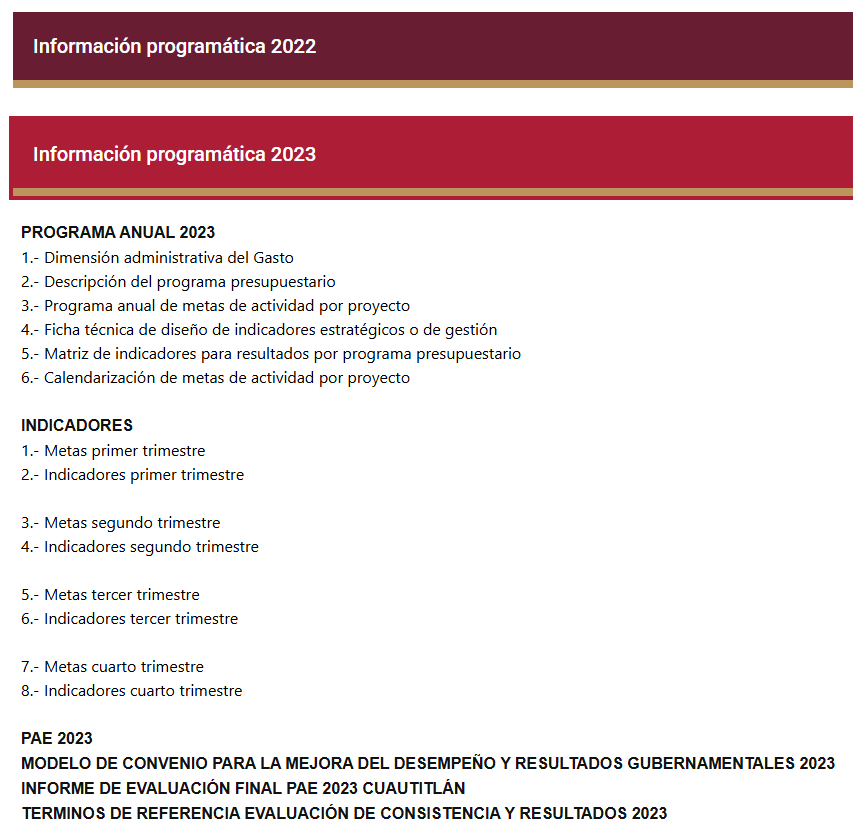 Información programática 2022
Información programática 2023
PROGRAMA ANUAL 2023
1.- Dimensión administrativa del Gasto
2.- Descripción del programa presupuestario
3.- Programa anual de metas de actividad por proyecto
4.- Ficha técnica de diseño de indicadores estratégicos o de gestión
5.- Matriz de indicadores para resultados por programa presupuestario
6.- Calendarización de metas de actividad por proyecto
INDICADORES
1.- Metas primer trimestre
2.- Indicadores primer trimestre
3.- Metas segundo trimestre
4.- Indicadores segundo trimestre
5.- Metas tercer trimestre
6.- Indicadores tercer trimestre
7.- Metas cuarto trimestre
8.- Indicadores cuarto trimestre
PAE 2023
MODELO DE CONVENIO PARA LA MEJORA DEL DESEMPEÑO Y RESULTADOS GUBERNAMENTALES 2023
INFORME DE EVALUACIÓN FINAL PAE 2023 CUAUTITLÁN
TERMINOS DE REFERENCIA EVALUACIÓN DE CONSISTENCIA Y RESULTADOS 2023